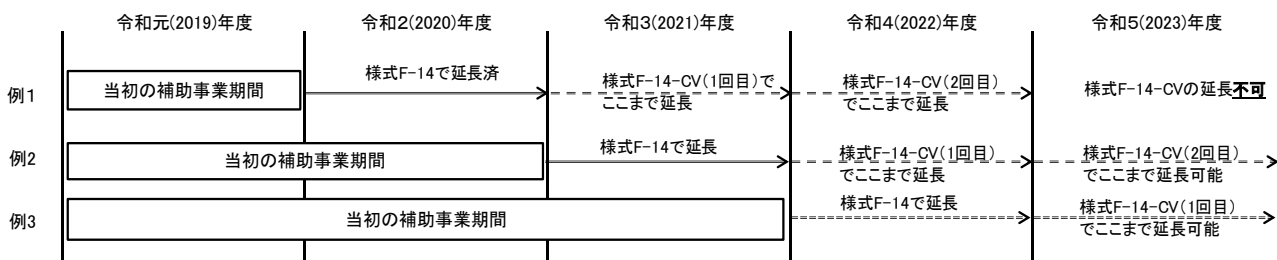 令和元(2019)年度 令和2(2020)年度 令和3(2021)年度 令和4(2022)年度 令和5(2023)年度
例1
当初の補助事業期間
様式F-14で延長済
様式F-14-CV(1回目)で
ここまで延長
様式F-14-CV(2回目)
でここまで延長
様式F-14-CVの延長不可
例2
当初の補助事業期間
様式F-14で延長
様式F-14-CV(1回目)
でここまで延長
様式F-14-CV(2回目)
でここまで延長可能
例3
当初の補助事業期間
様式F-14で延長
様式F-14-CV(1回目)
でここまで延長可能